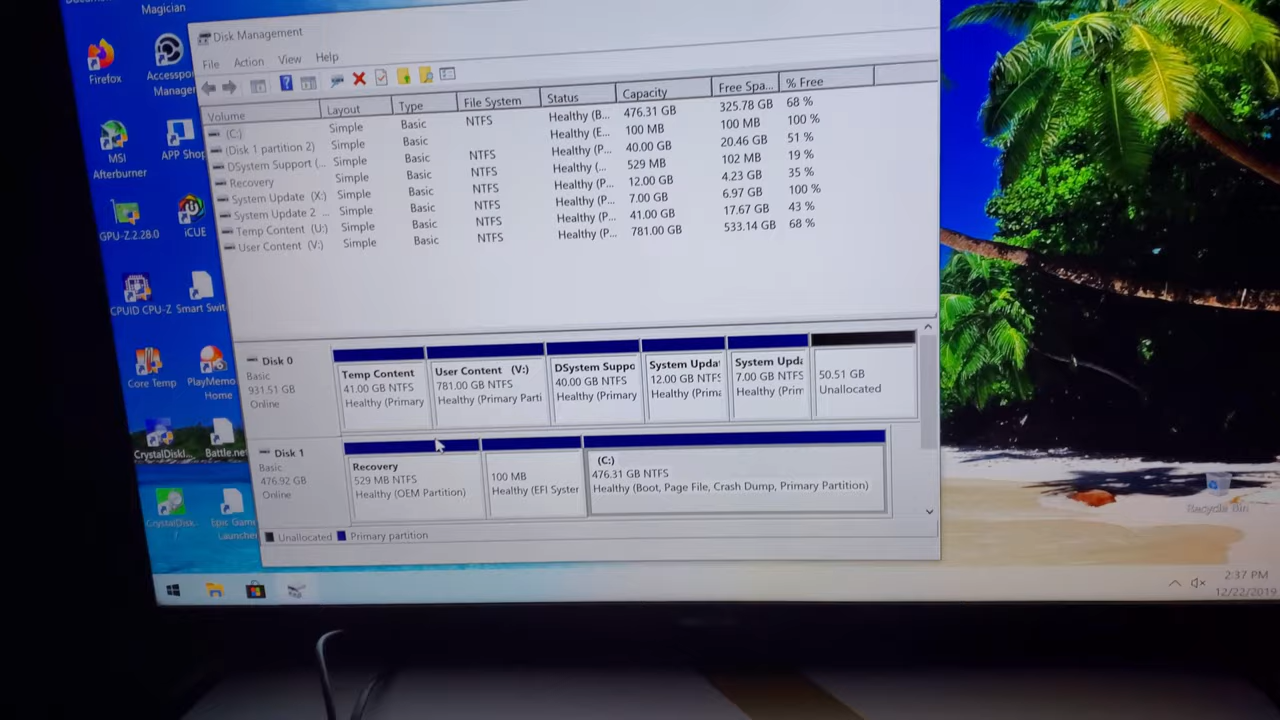 Magician
Disk Management
File Action View Help
Firefox
Accesspo
Manager
MSI
Afterburner
APP Shop
GPU-Z.2.28.0
iCUE
CPUID CPU-Z
Smart Swit
Core Temp
PlayMemo
Home
CrystalDiskI...
Battle.net
CrystalDisk
7
Epic Game
Launcher
Volume Layout Type File System Status Capacity Free Spa... % Free
(C:) Simple Basic NTFS Healthy (B... 476.31 GB 325.78 GB 68 %
(Disk 1 partition 2) Simple Basic Healthy (E... 100 MB 100 MB 100 %
DSystem Support (... Simple Basic NTFS Healthy (P... 40.00 GB 20.46 GB 51 %
Recovery Simple Basic NTFS Healthy (... 529 MB 102 MB 19 %
System Update (X:) Simple Basic NTFS Healthy (P... 12.00 GB 4.23 GB 35 %
System Update 2 ... Simple Basic NTFS Healthy (P... 7.00 GB 6.97 GB 100 %
Temp Content (U:) Simple Basic NTFS Healthy (P... 41.00 GB 17.67 GB 43 %
User Content (V:) Simple Basic NTFS Healthy (P... 781.00 GB 533.14 GB 68 %
Disk 0
Basic
931.51 GB
Online
Temp Content
41.00 GB NTFS
Healthy (Primary
User Content (V:)
781.00 GB NTFS
Healthy (Primary Parti
DSystem Suppo
40.00 GB NTFS
Healthy (Primary
System Updat
12.00 GB NTFS
Healthy (Prima
System Upda
7.00 GB NTFS
Healthy (Prim
50.51 GB
Unallocated
Disk 1
Basic
476.92 GB
Online
Recovery
529 MB NTFS
Healthy (OEM Partition)
100 MB
Healthy (EFI Syster
(C:)
476.31 GB NTFS
Healthy (Boot, Page File, Crash Dump, Primary Partition)
Unallocated Primary partition
Recycle Bin
2:37 PM
12/22/2019